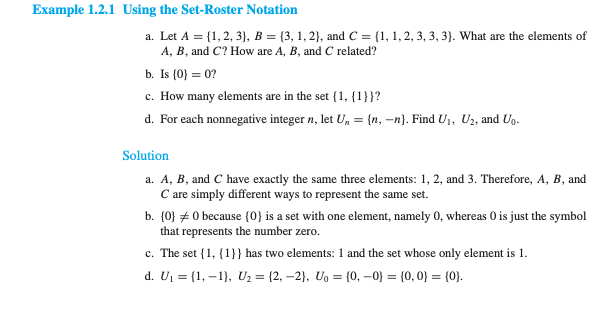 Example 1.2.1 Using the Set-Roster Notation
a. Let A = {1, 2, 3}, B = {3, 1, 2}, and C = {1, 1, 2, 3, 3, 3}. What are the elements of
A, B, and C? How are A, B, and C related?
b. Is {0} = 0?
c. How many elements are in the set {1, {1}}?
d. For each nonnegative integer n, let Uₙ = {n, −n}. Find U₁, U₂, and U₀.
Solution
a. A, B, and C have exactly the same three elements: 1, 2, and 3. Therefore, A, B, and
C are simply different ways to represent the same set.
b. {0} ≠ 0 because {0} is a set with one element, namely 0, whereas 0 is just the symbol
that represents the number zero.
c. The set {1, {1}} has two elements: 1 and the set whose only element is 1.
d. U₁ = {1, −1}, U₂ = {2, −2}, U₀ = {0, −0} = {0, 0} = {0}.